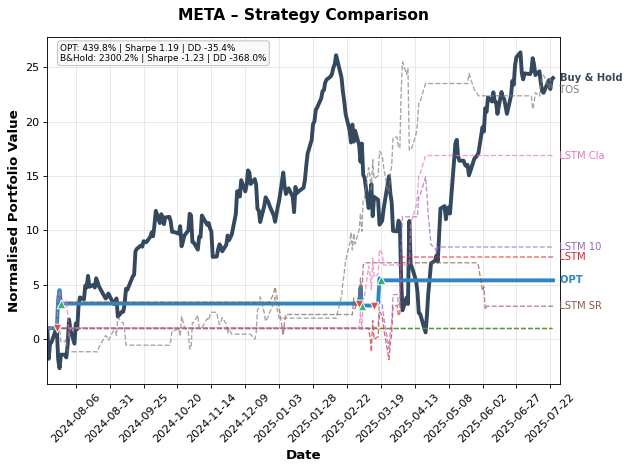 META – Strategy Comparison
OPT: 439.8% | Sharpe 1.19 | DD -35.4%
B&Hold: 2300.2% | Sharpe -1.23 | DD -368.0%
Normalised Portfolio Value
25
20
15
10
5
0
Buy & Hold
TOS
LSTM Cla
LSTM 10
LSTM
OPT
LSTM SR
2024-08-06
2024-08-31
2024-09-25
2024-10-20
2024-11-14
2024-12-09
2025-01-03
2025-01-28
2025-02-22
2025-03-19
2025-04-13
2025-05-08
2025-06-02
2025-06-27
2025-07-22
Date